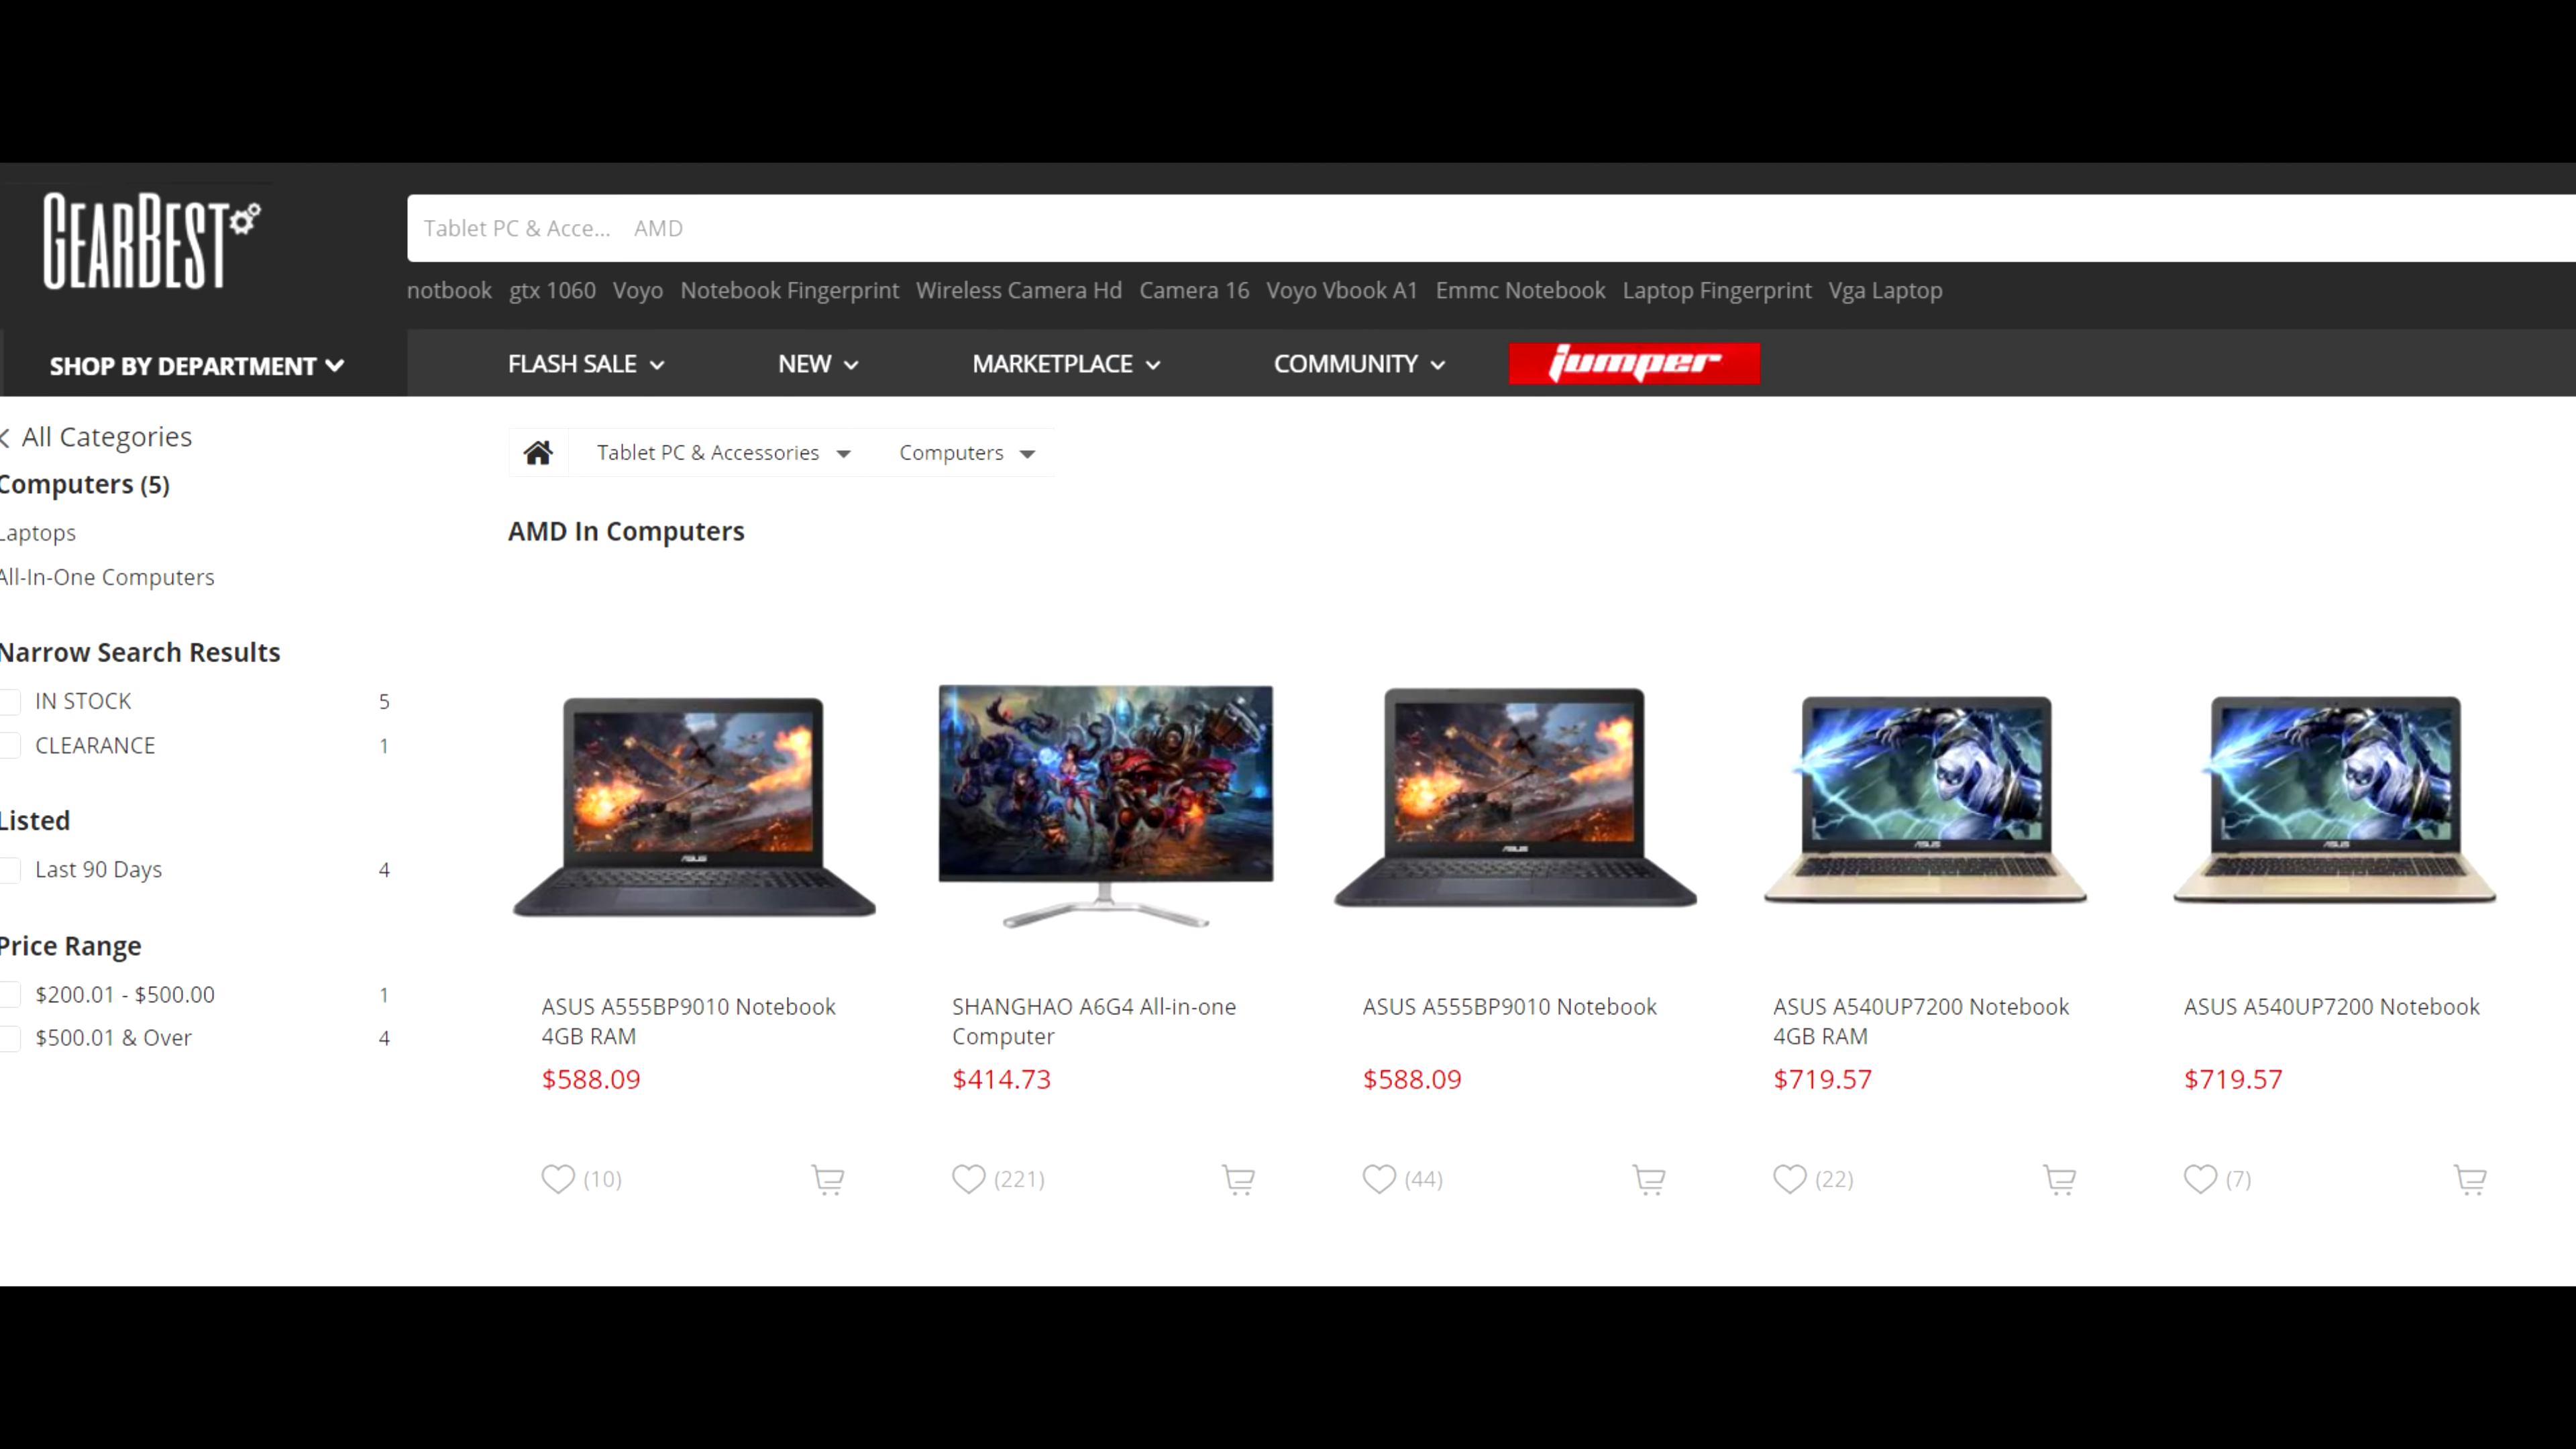 GEARBEST
Tablet PC & Acce... AMD
notbook gtx 1060 Voyo Notebook Fingerprint Wireless Camera Hd Camera 16 Voyo Vbook A1 Emmc Notebook Laptop Fingerprint Vga Laptop
SHOP BY DEPARTMENT FLASH SALE NEW MARKETPLACE COMMUNITY jumper
All Categories
Computers (5)
Laptops
All-In-One Computers
Narrow Search Results
IN STOCK 5
CLEARANCE 1
Listed
Last 90 Days 4
Price Range
$200.01 - $500.00 1
$500.01 & Over 4
Tablet PC & Accessories Computers
AMD In Computers
ASUS
ASUS
ASUS
ASUS
ASUS A555BP9010 Notebook
4GB RAM
$588.09
(10)
SHANGHAO A6G4 All-in-one
Computer
$414.73
(221)
ASUS A555BP9010 Notebook
$588.09
(44)
ASUS A540UP7200 Notebook
4GB RAM
$719.57
(22)
ASUS A540UP7200 Notebook
$719.57
(7)